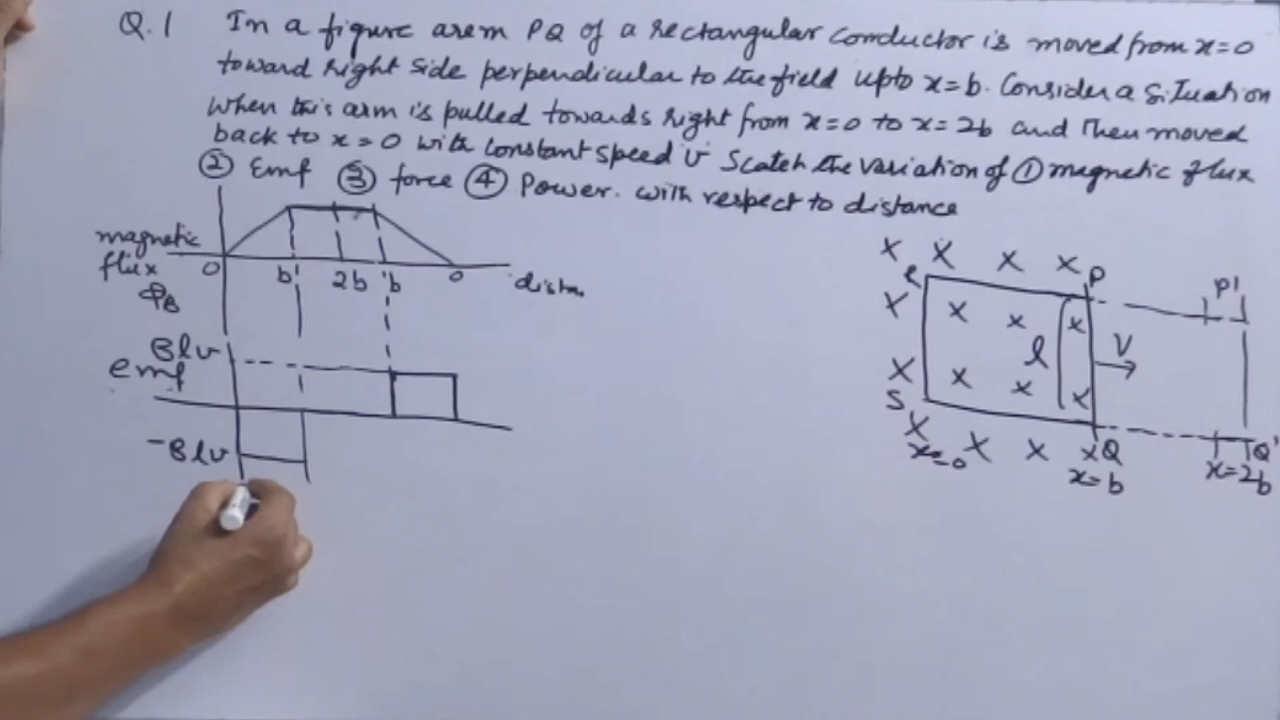 Q.1 In a figure arem PQ of a rectangular conductor is moved from x=0
toward right side perpendicular to the field upto x=b. Consider a situation
When this arm is pulled towards right from x=0 to x=2b and then moved
back to x=0 with constant speed v Scatch the variation of ① magnetic flux
② Emf ③ force ④ Power. with respect to distance
magnetic
flux
Φ_B
0 b 2b b 0 dista.
Blv
emf
-Blv
x x x x
R P P'
x x x x
l V
x x x x
S Q Q'
x x x x
x=0 x=b x=2b